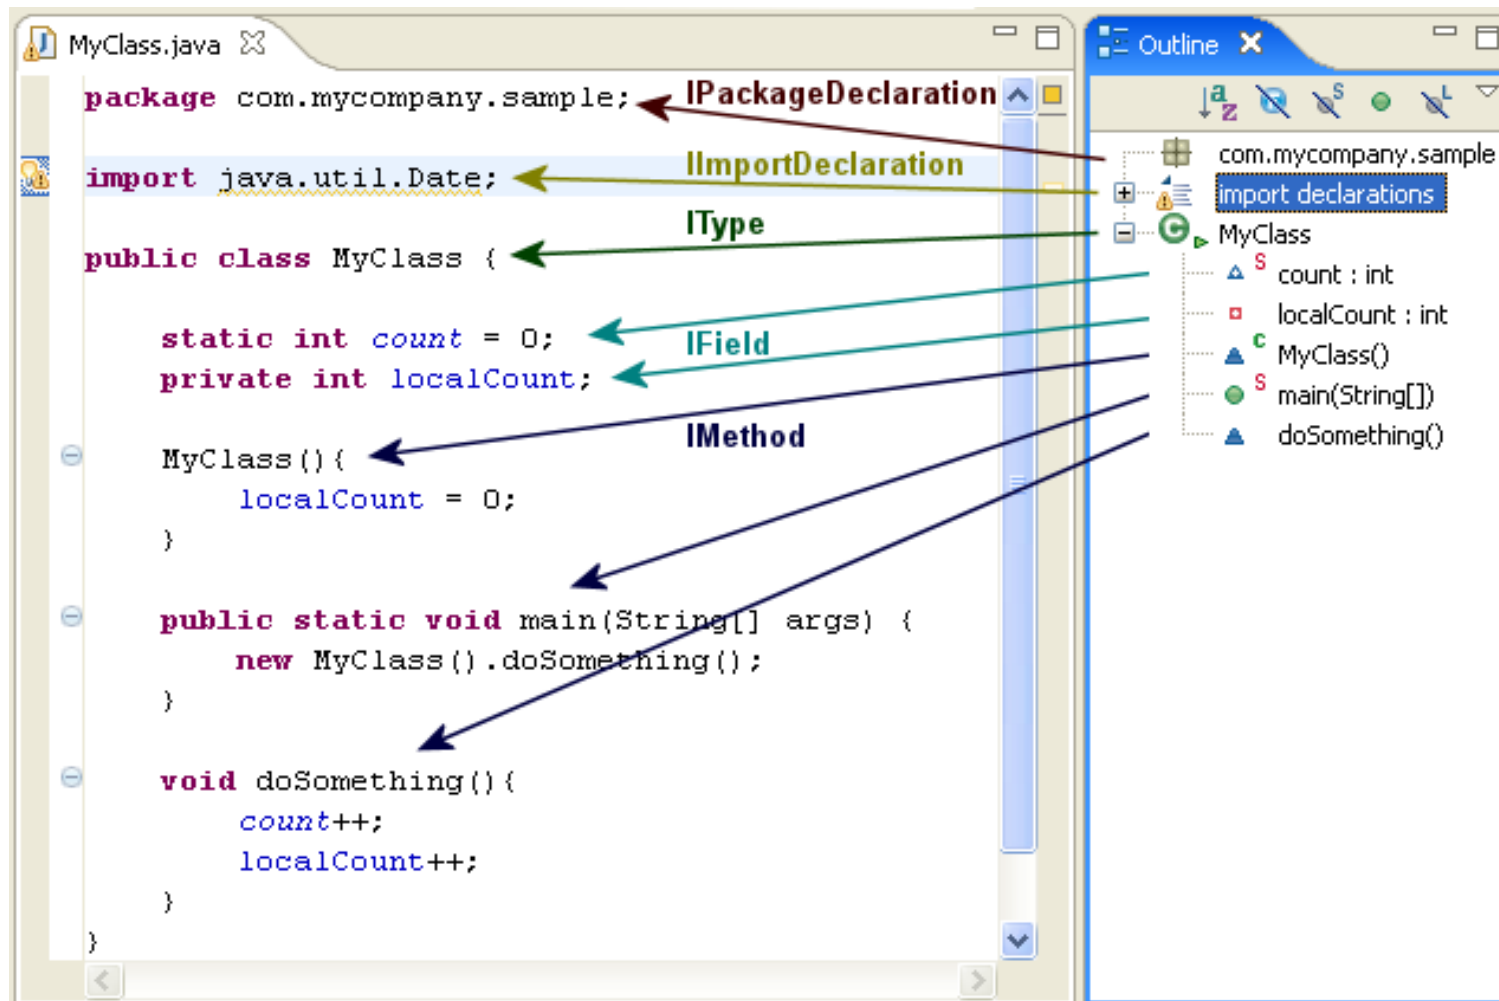 MyClass.java
package com.mycompany.sample;
IPackageDeclaration
import java.util.Date;
IImportDeclaration
IType
public class MyClass {
static int count = 0;
IField
private int localCount;
IMethod
MyClass(){
localCount = 0;
}
public static void main(String[] args) {
new MyClass().doSomething();
}
void doSomething(){
count++;
localCount++;
}
}
Outline
com.mycompany.sample
import declarations
MyClass
S count : int
localCount : int
C MyClass()
S main(String[])
doSomething()